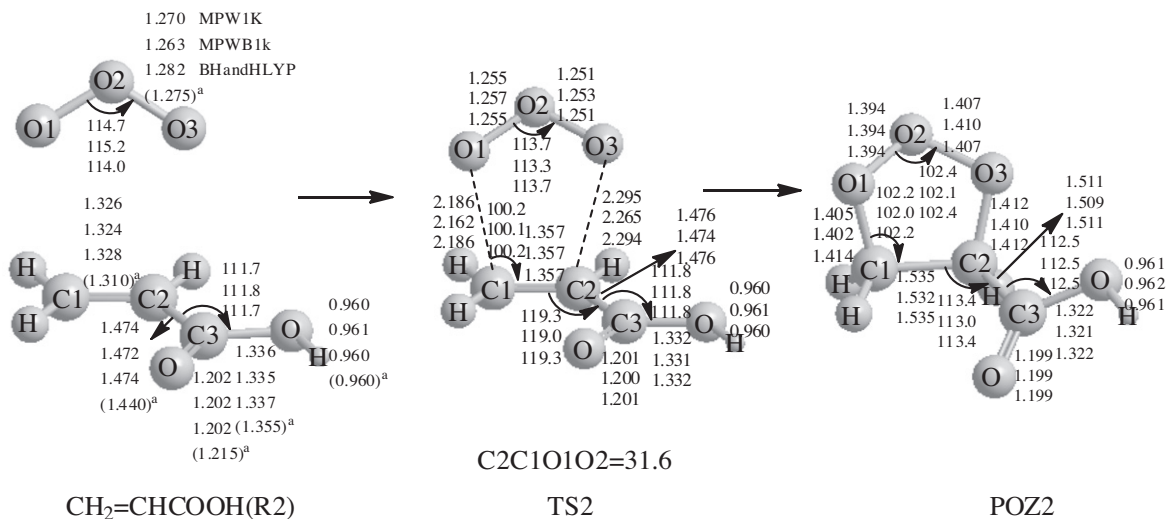 1.270 MPW1K
1.263 MPWB1k
1.282 BHandHLYP
(1.275)ᵃ
O2
O1
O3
114.7
115.2
114.0
1.326
1.324
1.328
(1.310)ᵃ
H
H
H
C1
C2
C3
O
O
H
111.7
111.8
111.7
0.960
0.961
0.960
(0.960)ᵃ
1.474
1.472
1.474
(1.440)ᵃ
1.202 1.336
1.202 1.335
1.202 1.337
(1.215)ᵃ (1.355)ᵃ
CH₂=CHCOOH(R2)
1.255
1.257
1.255
1.251
1.253
1.251
O2
O1
O3
113.7
113.3
113.7
2.186
2.162
2.186
100.2
100.1
100.2
1.357
1.357
1.357
2.295
2.265
2.294
1.476
1.474
1.476
H
H
H
C1
C2
C3
O
O
H
111.8
111.8
111.8
0.960
0.961
0.960
119.3
119.0
119.3
1.201
1.200
1.201
1.332
1.331
1.332
C2C1O1O2=31.6
TS2
1.394
1.394
1.394
1.407
1.410
1.407
O2
O1
O3
102.4
102.1
102.4
102.2
102.0
102.2
1.405
1.402
1.414
1.412
1.410
1.412
1.511
1.509
1.511
C1
C2
C3
H
H
H
O
O
H
112.5
112.5
12.5
0.961
0.962
0.961
1.535
1.532
1.535
113.4
113.0
113.4
1.322
1.321
1.322
1.199
1.199
1.199
POZ2